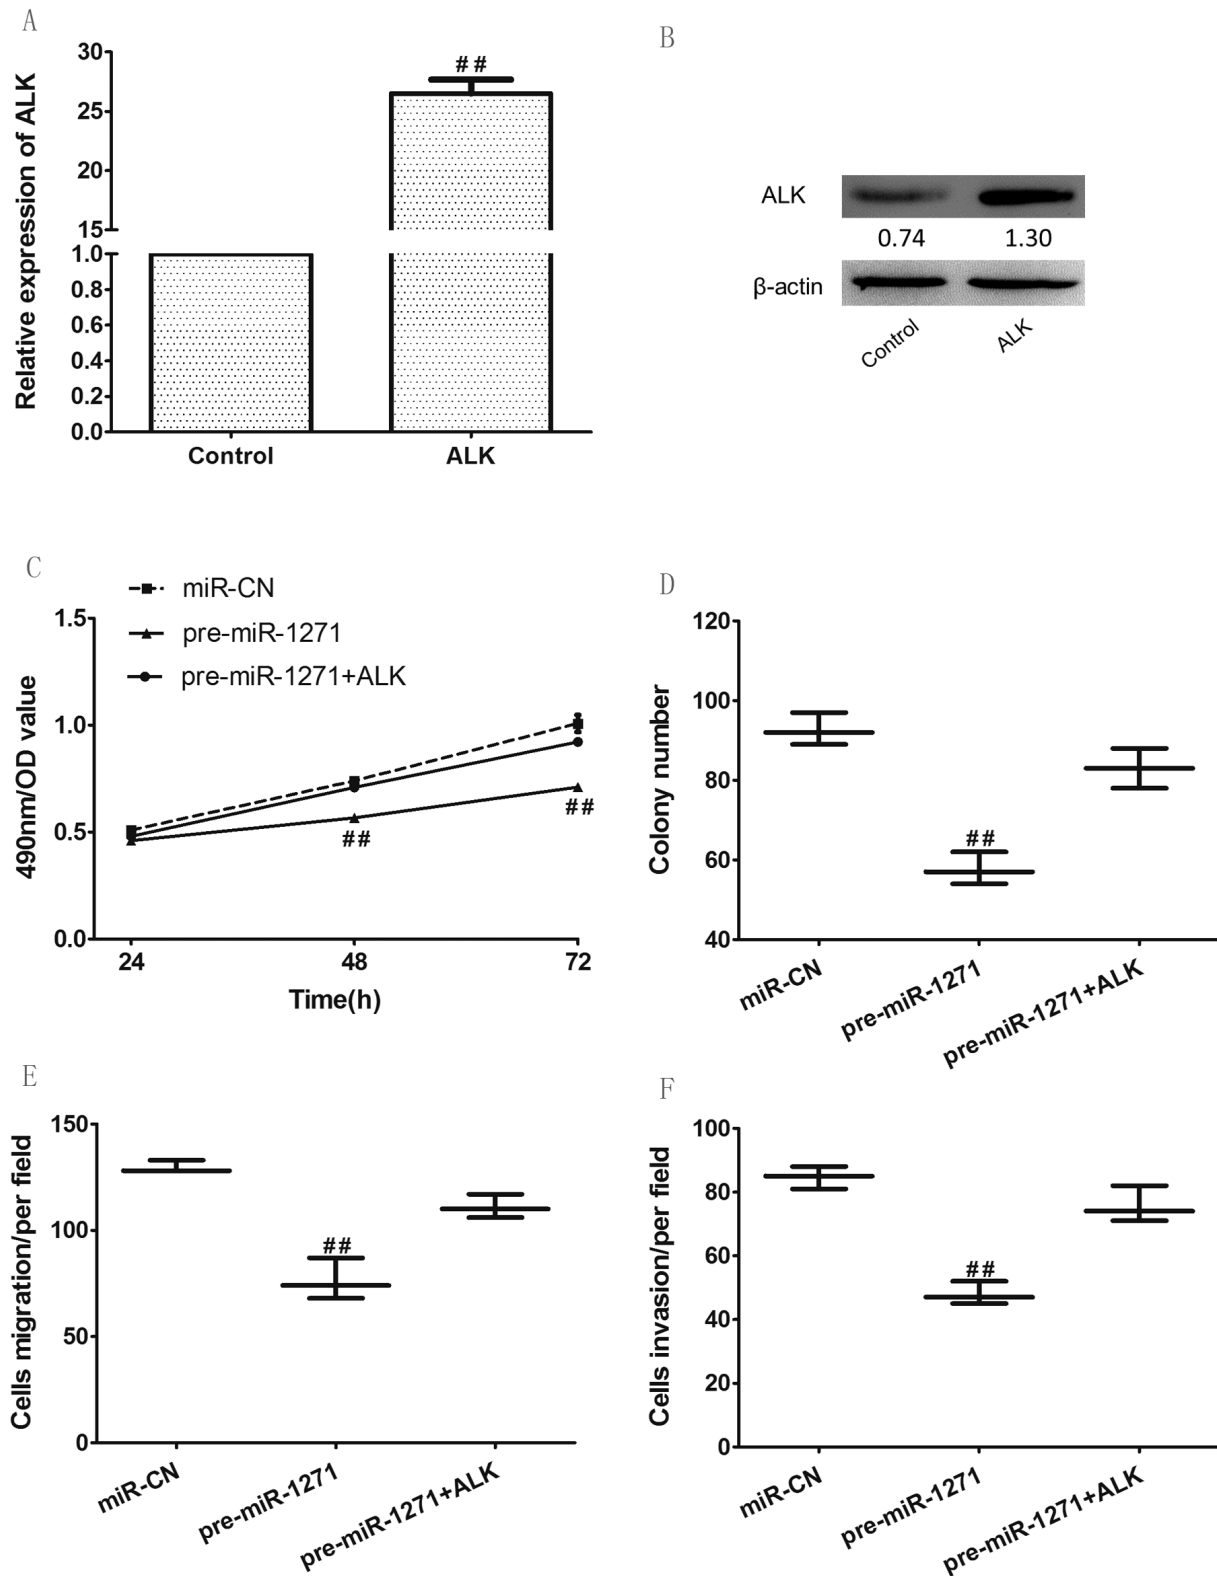 A
Relative expression of ALK
30
25
20
15
1.0
0.8
0.6
0.4
0.2
0.0
##
Control
ALK
B
ALK
0.74
1.30
β-actin
Control
ALK
C
miR-CN
pre-miR-1271
pre-miR-1271+ALK
490nm/OD value
1.5
1.0
0.5
0.0
##
##
24
48
72
Time(h)
D
Colony number
120
100
80
60
40
##
miR-CN
pre-miR-1271
pre-miR-1271+ALK
E
Cells migration/per field
150
100
50
0
##
miR-CN
pre-miR-1271
pre-miR-1271+ALK
F
Cells invasion/per field
100
80
60
40
20
0
##
miR-CN
pre-miR-1271
pre-miR-1271+ALK